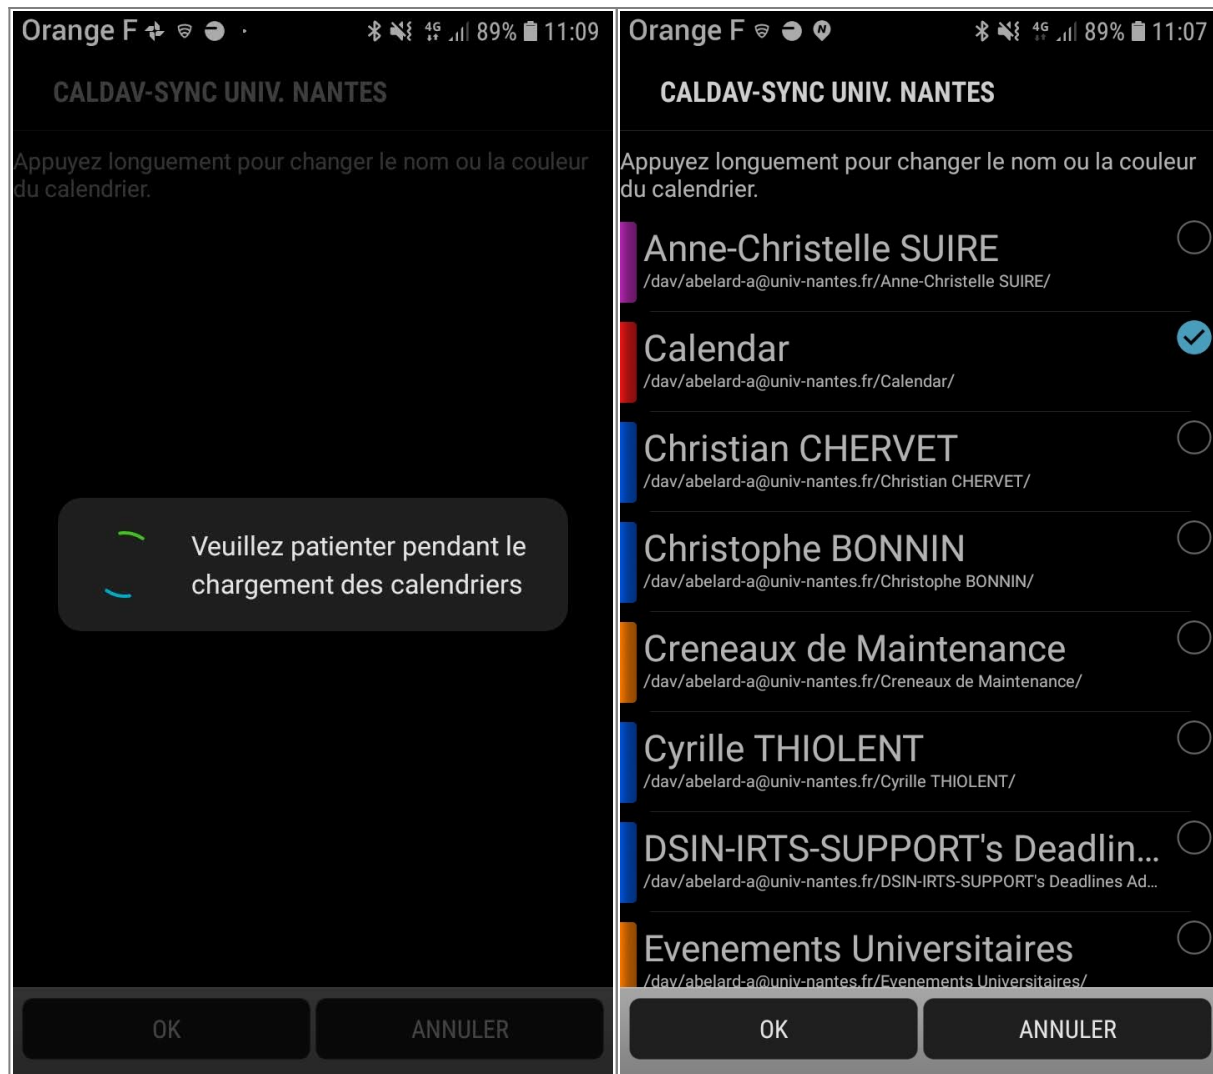 Orange F 4G 89% 11:09
CALDAV-SYNC UNIV. NANTES
Appuyez longuement pour changer le nom ou la couleur
du calendrier.
Veuillez patienter pendant le
chargement des calendriers
OK ANNULER
Orange F N 4G 89% 11:07
CALDAV-SYNC UNIV. NANTES
Appuyez longuement pour changer le nom ou la couleur
du calendrier.
Anne-Christelle SUIRE
/dav/abelard-a@univ-nantes.fr/Anne-Christelle SUIRE/
Calendar
/dav/abelard-a@univ-nantes.fr/Calendar/
Christian CHERVET
/dav/abelard-a@univ-nantes.fr/Christian CHERVET/
Christophe BONNIN
/dav/abelard-a@univ-nantes.fr/Christophe BONNIN/
Creneaux de Maintenance
/dav/abelard-a@univ-nantes.fr/Creneaux de Maintenance/
Cyrille THIOLENT
/dav/abelard-a@univ-nantes.fr/Cyrille THIOLENT/
DSIN-IRTS-SUPPORT's Deadlin...
/dav/abelard-a@univ-nantes.fr/DSIN-IRTS-SUPPORT's Deadlines Ad...
Evenements Universitaires
/dav/abelard-a@univ-nantes.fr/Evenements Universitaires/
OK ANNULER